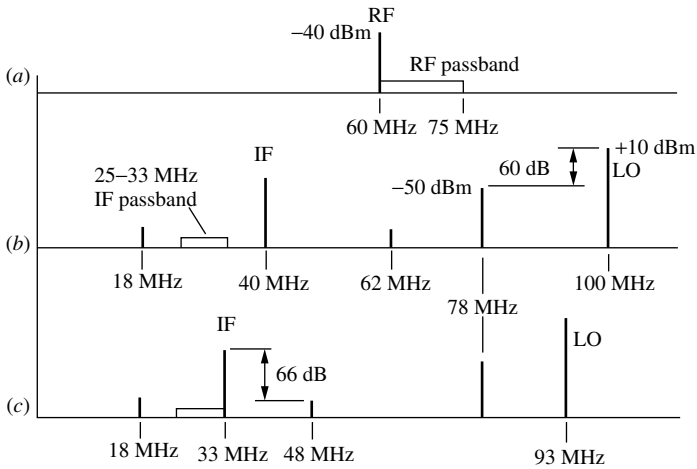 (a)
RF
−40 dBm
RF passband
60 MHz
75 MHz
(b)
25–33 MHz
IF passband
IF
−50 dBm
60 dB
+10 dBm
LO
18 MHz
40 MHz
62 MHz
78 MHz
100 MHz
(c)
IF
66 dB
LO
18 MHz
33 MHz
48 MHz
93 MHz